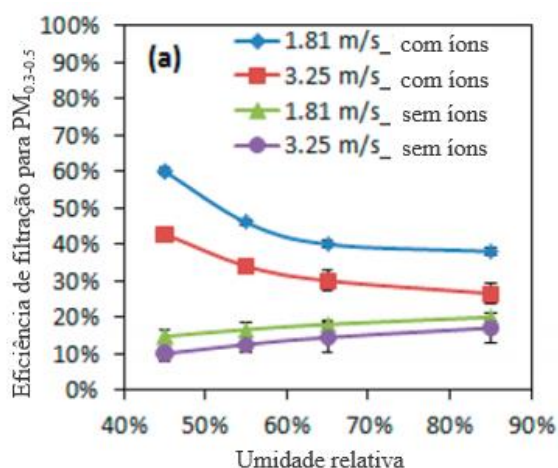 Eficiência de filtração para PM0.3-0.5
100%
90%
80%
70%
60%
50%
40%
30%
20%
10%
0%
(a)
1.81 m/s_ com íons
3.25 m/s_ com íons
1.81 m/s_ sem íons
3.25 m/s_ sem íons
40% 50% 60% 70% 80% 90%
Umidade relativa